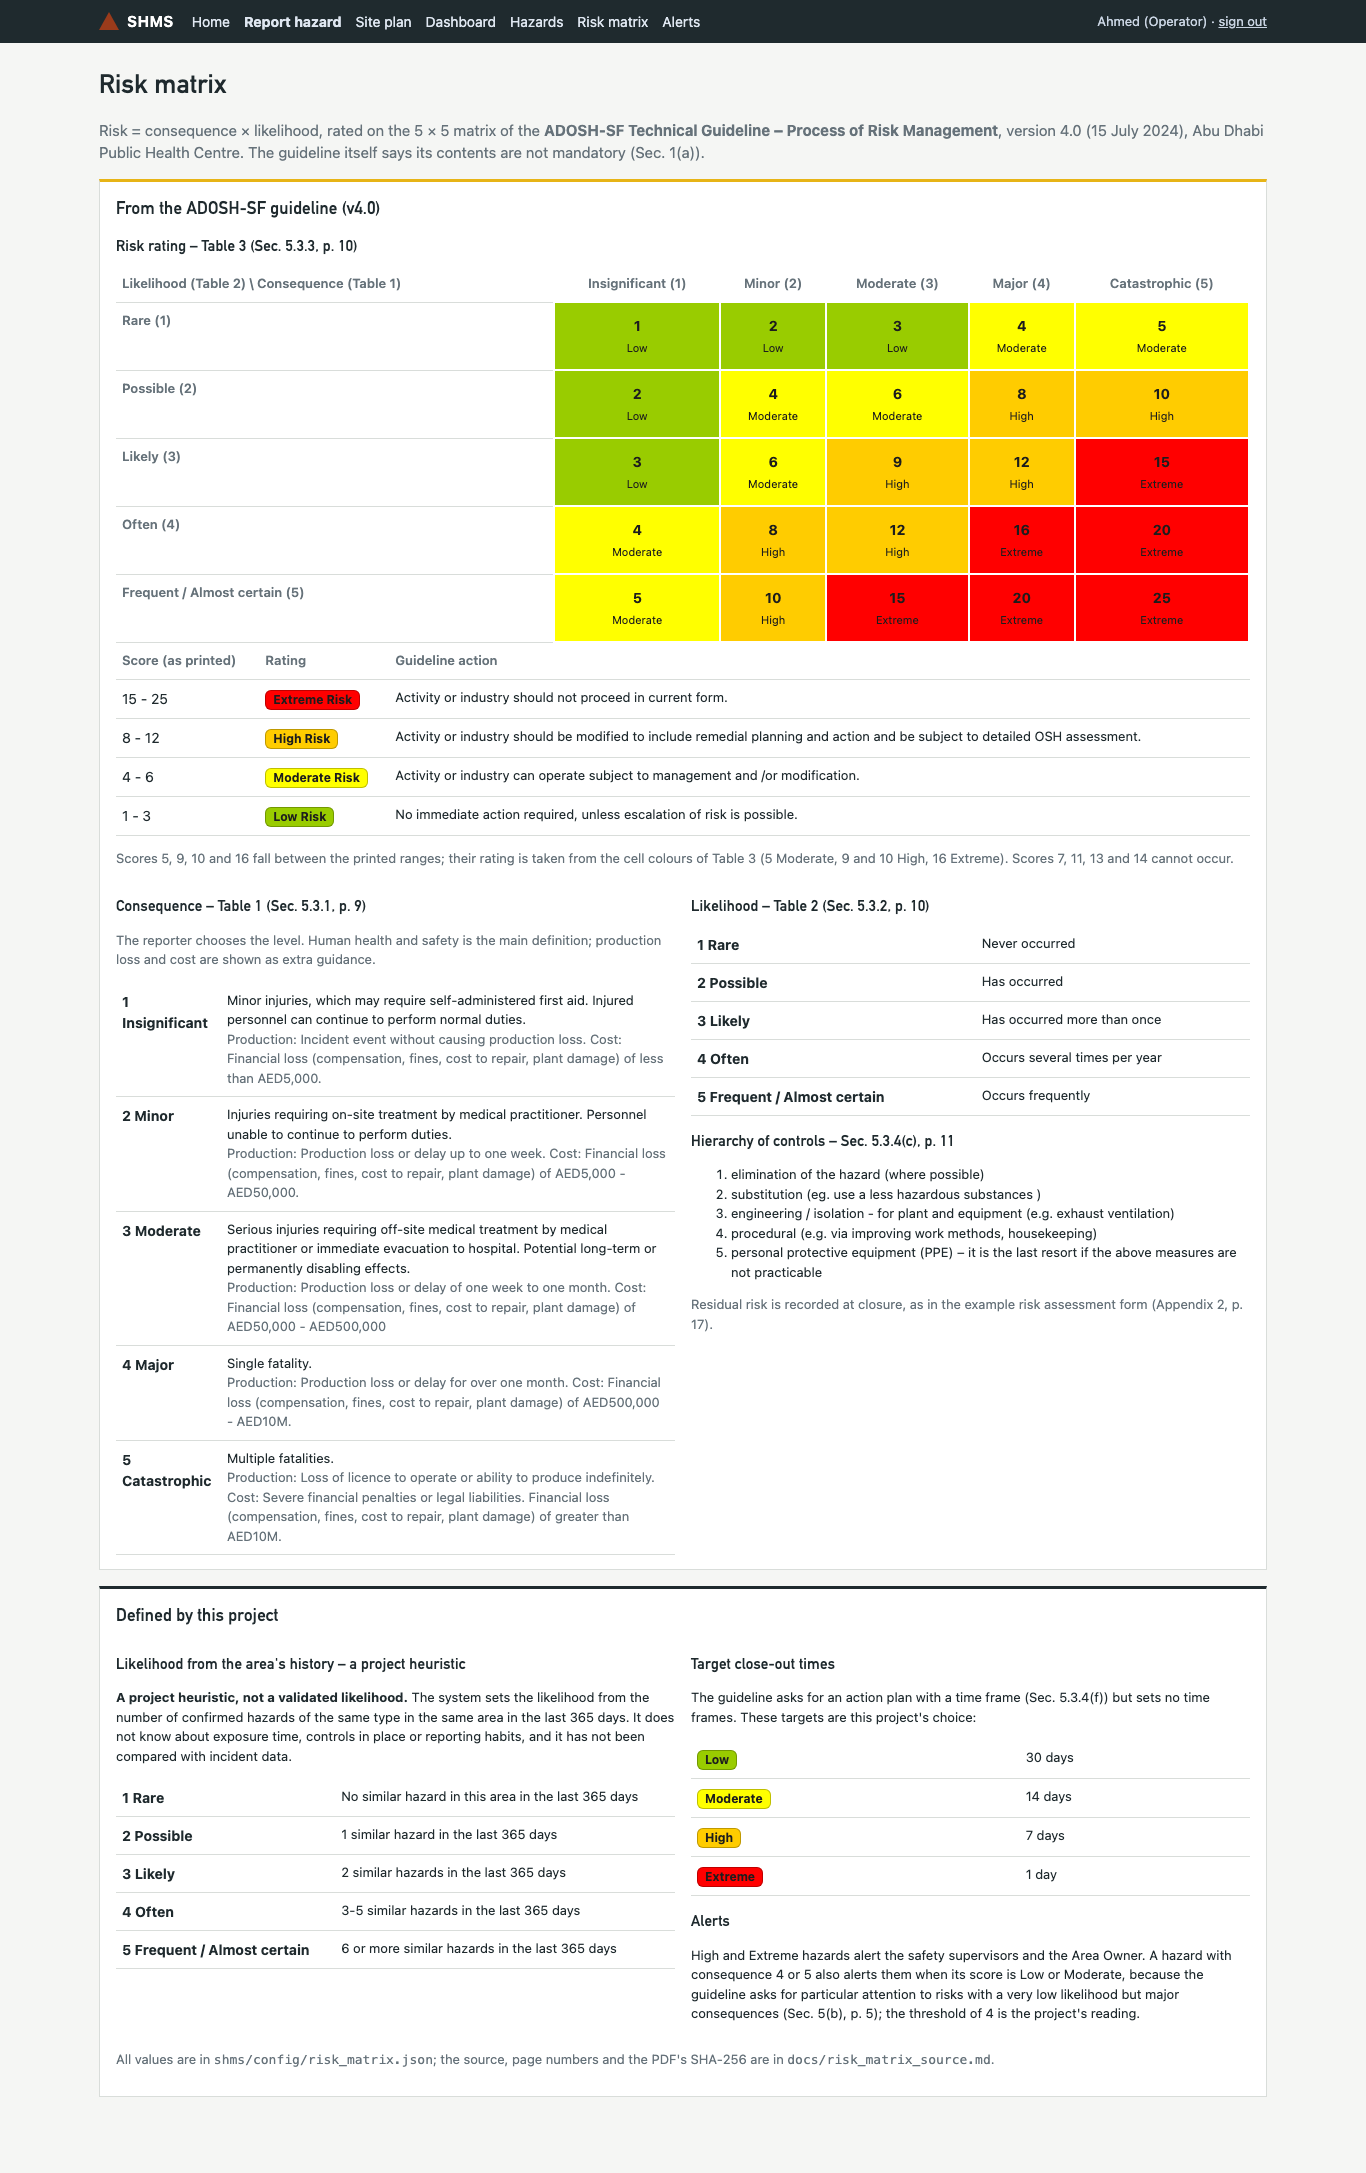 SHMS Home Report hazard Site plan Dashboard Hazards Risk matrix Alerts Ahmed (Operator) · sign out
Risk matrix
Risk = consequence × likelihood, rated on the 5 × 5 matrix of the ADOSH-SF Technical Guideline – Process of Risk Management, version 4.0 (15 July 2024), Abu Dhabi
Public Health Centre. The guideline itself says its contents are not mandatory (Sec. 1(a)).
From the ADOSH-SF guideline (v4.0)
Risk rating – Table 3 (Sec. 5.3.3, p. 10)
Likelihood (Table 2) \ Consequence (Table 1) Insignificant (1) Minor (2) Moderate (3) Major (4) Catastrophic (5)
Rare (1) 1 2 3 4 5
Low Low Low Moderate Moderate
Possible (2) 2 4 6 8 10
Low Moderate Moderate High High
Likely (3) 3 6 9 12 15
Low Moderate High High Extreme
Often (4) 4 8 12 16 20
Moderate High High Extreme Extreme
Frequent / Almost certain (5) 5 10 15 20 25
Moderate High Extreme Extreme Extreme
Score (as printed) Rating Guideline action
15 - 25 Extreme Risk Activity or industry should not proceed in current form.
8 - 12 High Risk Activity or industry should be modified to include remedial planning and action and be subject to detailed OSH assessment.
4 - 6 Moderate Risk Activity or industry can operate subject to management and /or modification.
1 - 3 Low Risk No immediate action required, unless escalation of risk is possible.
Scores 5, 9, 10 and 16 fall between the printed ranges; their rating is taken from the cell colours of Table 3 (5 Moderate, 9 and 10 High, 16 Extreme). Scores 7, 11, 13 and 14 cannot occur.
Consequence – Table 1 (Sec. 5.3.1, p. 9)
The reporter chooses the level. Human health and safety is the main definition; production
loss and cost are shown as extra guidance.
1
Insignificant
Minor injuries, which may require self-administered first aid. Injured
personnel can continue to perform normal duties.
Production: Incident event without causing production loss. Cost:
Financial loss (compensation, fines, cost to repair, plant damage) of less
than AED5,000.
2 Minor Injuries requiring on-site treatment by medical practitioner. Personnel
unable to continue to perform duties.
Production: Production loss or delay up to one week. Cost: Financial loss
(compensation, fines, cost to repair, plant damage) of AED5,000 -
AED50,000.
3 Moderate Serious injuries requiring off-site medical treatment by medical
practitioner or immediate evacuation to hospital. Potential long-term or
permanently disabling effects.
Production: Production loss or delay of one week to one month. Cost:
Financial loss (compensation, fines, cost to repair, plant damage) of
AED50,000 - AED500,000
4 Major Single fatality.
Production: Production loss or delay for over one month. Cost: Financial
loss (compensation, fines, cost to repair, plant damage) of AED500,000
- AED10M.
5
Catastrophic
Multiple fatalities.
Production: Loss of licence to operate or ability to produce indefinitely.
Cost: Severe financial penalties or legal liabilities. Financial loss
(compensation, fines, cost to repair, plant damage) of greater than
AED10M.
Likelihood – Table 2 (Sec. 5.3.2, p. 10)
1 Rare Never occurred
2 Possible Has occurred
3 Likely Has occurred more than once
4 Often Occurs several times per year
5 Frequent / Almost certain Occurs frequently
Hierarchy of controls – Sec. 5.3.4(c), p. 11
1. elimination of the hazard (where possible)
2. substitution (eg. use a less hazardous substances )
3. engineering / isolation - for plant and equipment (e.g. exhaust ventilation)
4. procedural (e.g. via improving work methods, housekeeping)
5. personal protective equipment (PPE) – it is the last resort if the above measures are
not practicable
Residual risk is recorded at closure, as in the example risk assessment form (Appendix 2, p.
17).
Defined by this project
Likelihood from the area's history – a project heuristic
A project heuristic, not a validated likelihood. The system sets the likelihood from the
number of confirmed hazards of the same type in the same area in the last 365 days. It does
not know about exposure time, controls in place or reporting habits, and it has not been
compared with incident data.
1 Rare No similar hazard in this area in the last 365 days
2 Possible 1 similar hazard in the last 365 days
3 Likely 2 similar hazards in the last 365 days
4 Often 3-5 similar hazards in the last 365 days
5 Frequent / Almost certain 6 or more similar hazards in the last 365 days
Target close-out times
The guideline asks for an action plan with a time frame (Sec. 5.3.4(f)) but sets no time
frames. These targets are this project's choice:
Low 30 days
Moderate 14 days
High 7 days
Extreme 1 day
Alerts
High and Extreme hazards alert the safety supervisors and the Area Owner. A hazard with
consequence 4 or 5 also alerts them when its score is Low or Moderate, because the
guideline asks for particular attention to risks with a very low likelihood but major
consequences (Sec. 5(b), p. 5); the threshold of 4 is the project's reading.
All values are in shms/config/risk_matrix.json; the source, page numbers and the PDF's SHA-256 are in docs/risk_matrix_source.md.